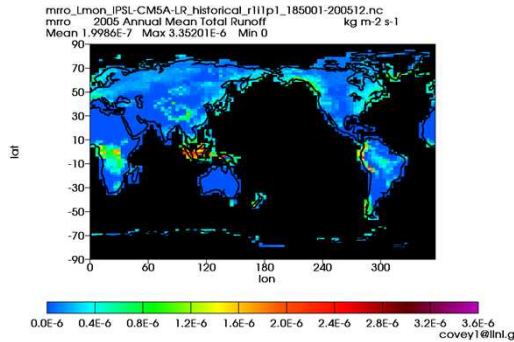 mrro_Lmon_IPSL-CM5A-LR_historical_r1i1p1_185001-200512.nc
mrro 2005 Annual Mean Total Runoff kg m-2 s-1
Mean 1.9986E-7 Max 3.35201E-6 Min 0
90
70
50
30
10
-10
-30
-50
-70
-90
lat
0 60 120 180 240 300
lon
0.0E-6 0.4E-6 0.8E-6 1.2E-6 1.6E-6 2.0E-6 2.4E-6 2.8E-6 3.2E-6 3.6E-6
covey1@llnl.g